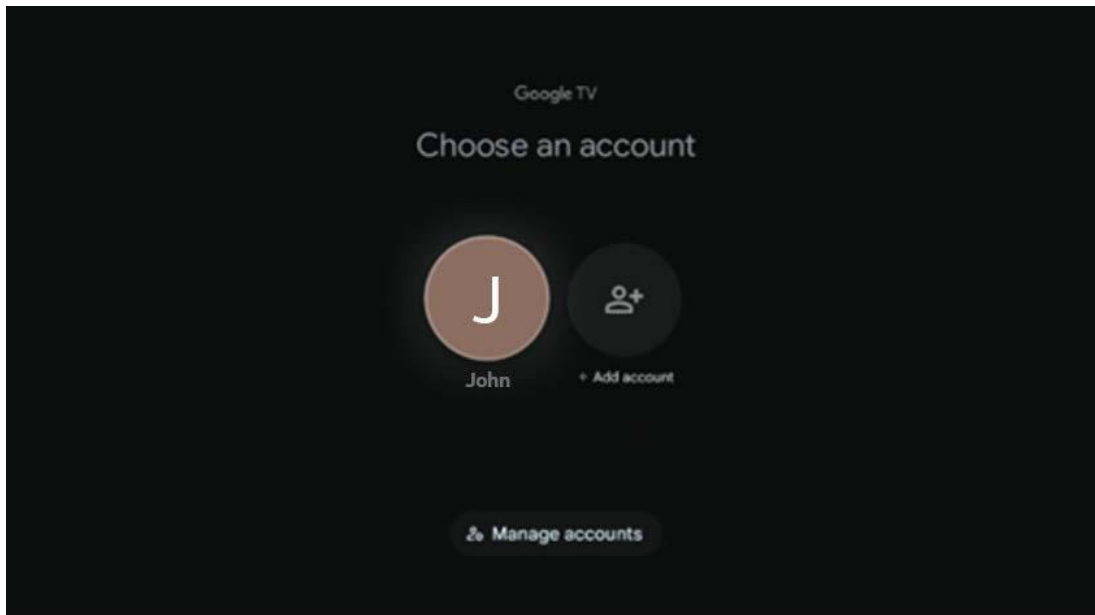 Google TV
Choose an account
J
John
+ Add account
Manage accounts